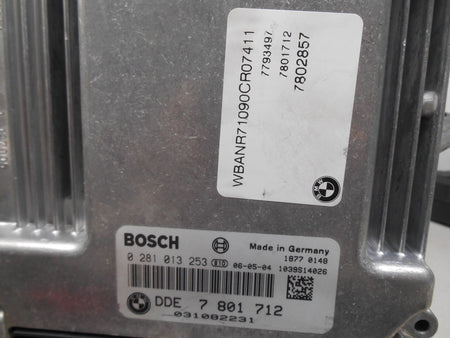 WBANR71090CR07411
7793497
7801712
7802857
BOSCH
Made in Germany
0 281 013 253
06-05-04
1877 0148
1039S14026
DDE 7 801 712
031082231